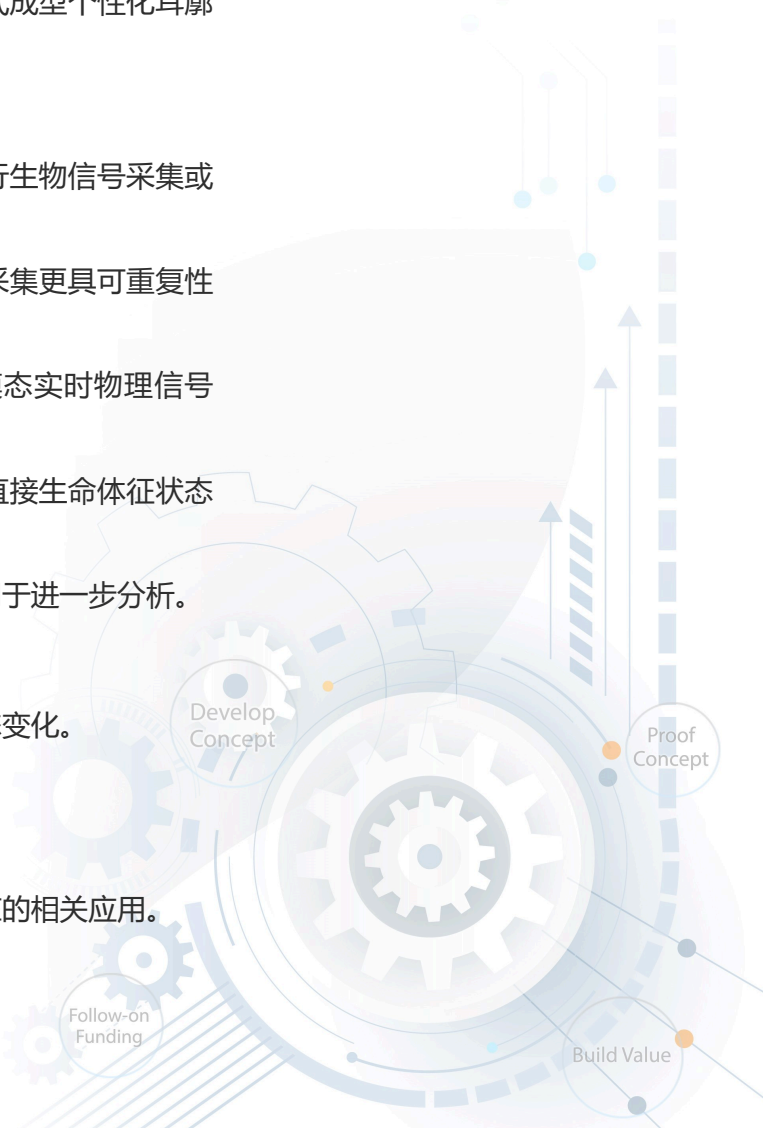 成型个性化耳廓
行生物信号采集或
采集更具可重复性
态实时物理信号
直接生命体征状态
于进一步分析。
变化。
的相关应用。
Develop
Concept
Proof
Concept
Follow-on
Funding
Build Value